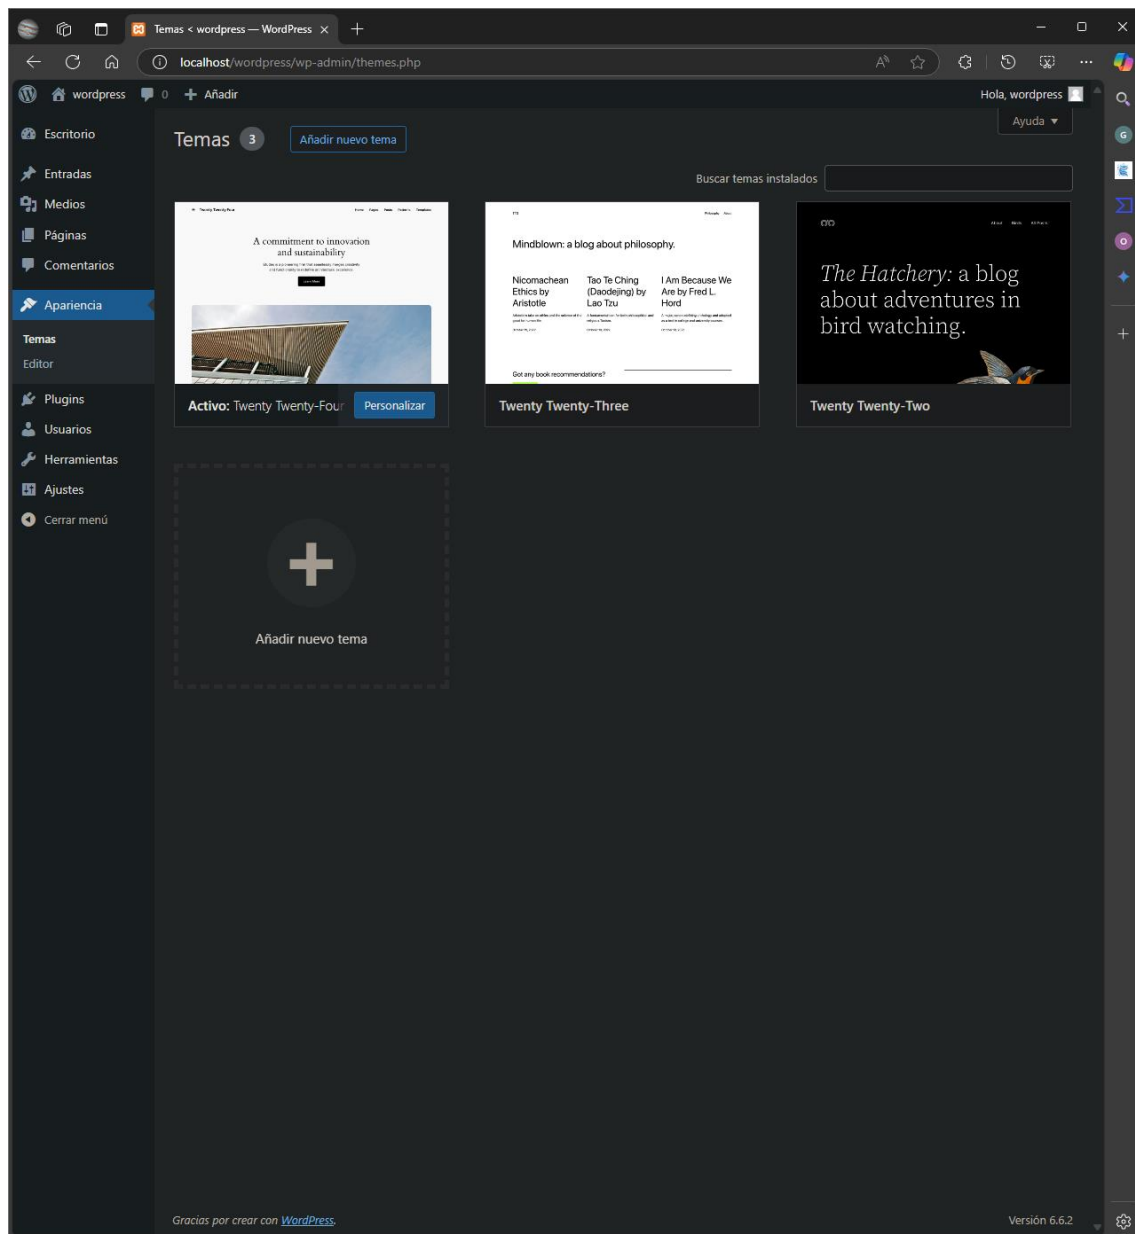 Temas < wordpress — WordPress
localhost/wordpress/wp-admin/themes.php
wordpress 0 Añadir
Hola, wordpress
Ayuda
Escritorio
Entradas
Medios
Páginas
Comentarios
Apariencia
Temas
Editor
Plugins
Usuarios
Herramientas
Ajustes
Cerrar menú
Temas 3 Añadir nuevo tema
Buscar temas instalados
Twenty Twenty-Four
A commitment to innovation
and sustainability
Activo: Twenty Twenty-Four Personalizar
Mindblown: a blog about philosophy.
Nicomachean
Ethics by
Aristotle
Tao Te Ching
(Daodejing) by
Lao Tzu
I Am Because We
Are by Fred L.
Hord
Got any book recommendations?
Twenty Twenty-Three
The Hatchery: a blog
about adventures in
bird watching.
Twenty Twenty-Two
Añadir nuevo tema
Gracias por crear con WordPress.
Versión 6.6.2